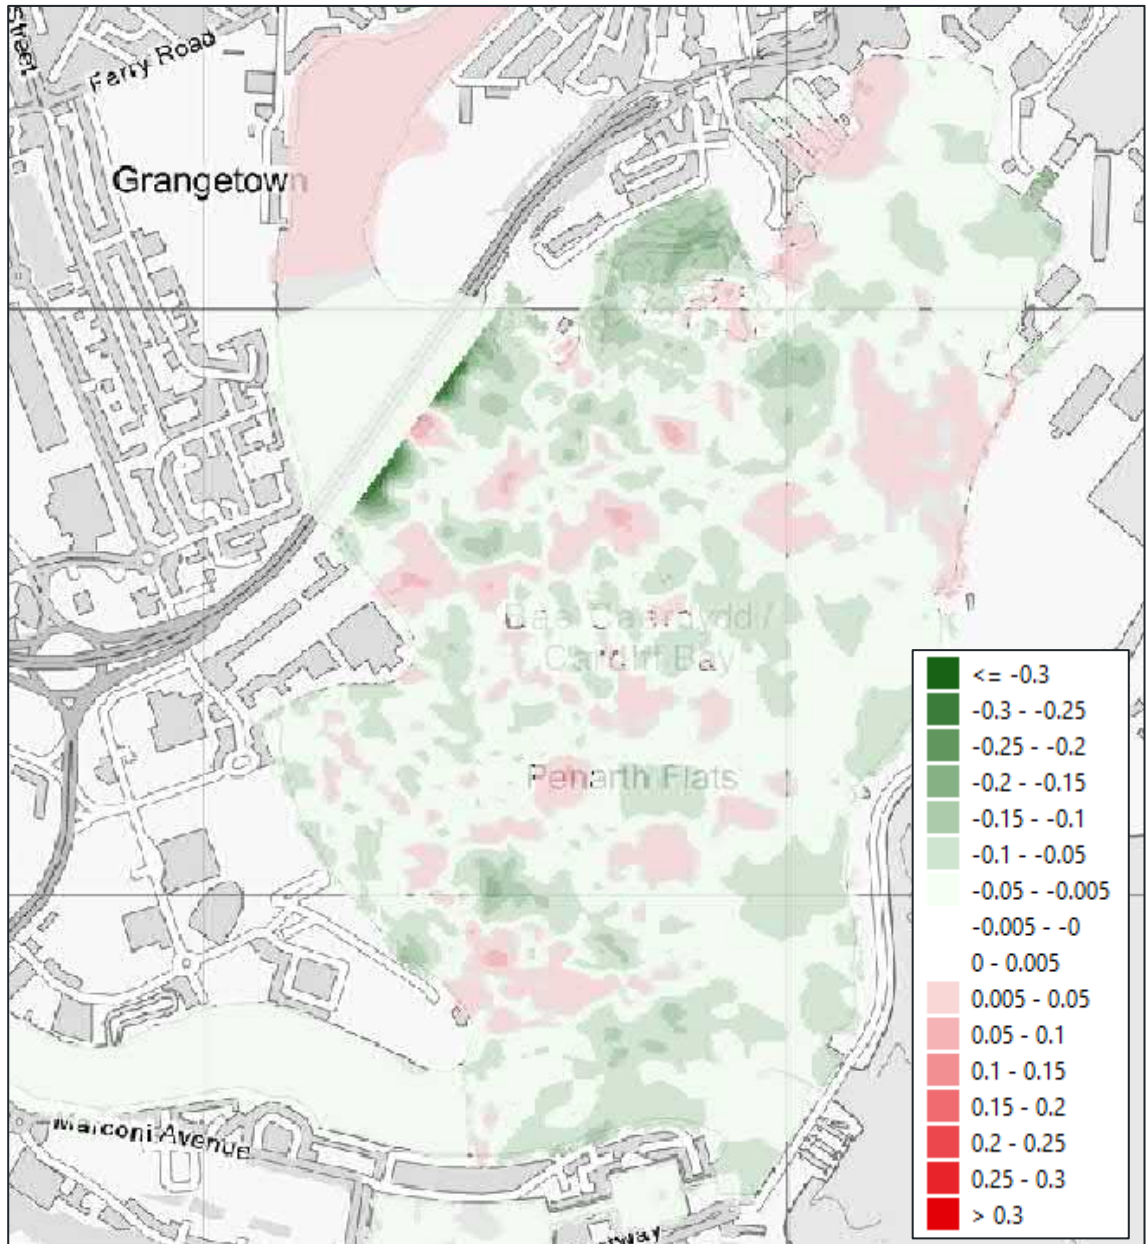 Street
Ferry Road
Grangetown
Bae Caerdydd /
Cardiff Bay
Penarth Flats
Marconi Avenue
<= -0.3
-0.3 - -0.25
-0.25 - -0.2
-0.2 - -0.15
-0.15 - -0.1
-0.1 - -0.05
-0.05 - -0.005
-0.005 - -0
0 - 0.005
0.005 - 0.05
0.05 - 0.1
0.1 - 0.15
0.15 - 0.2
0.2 - 0.25
0.25 - 0.3
> 0.3